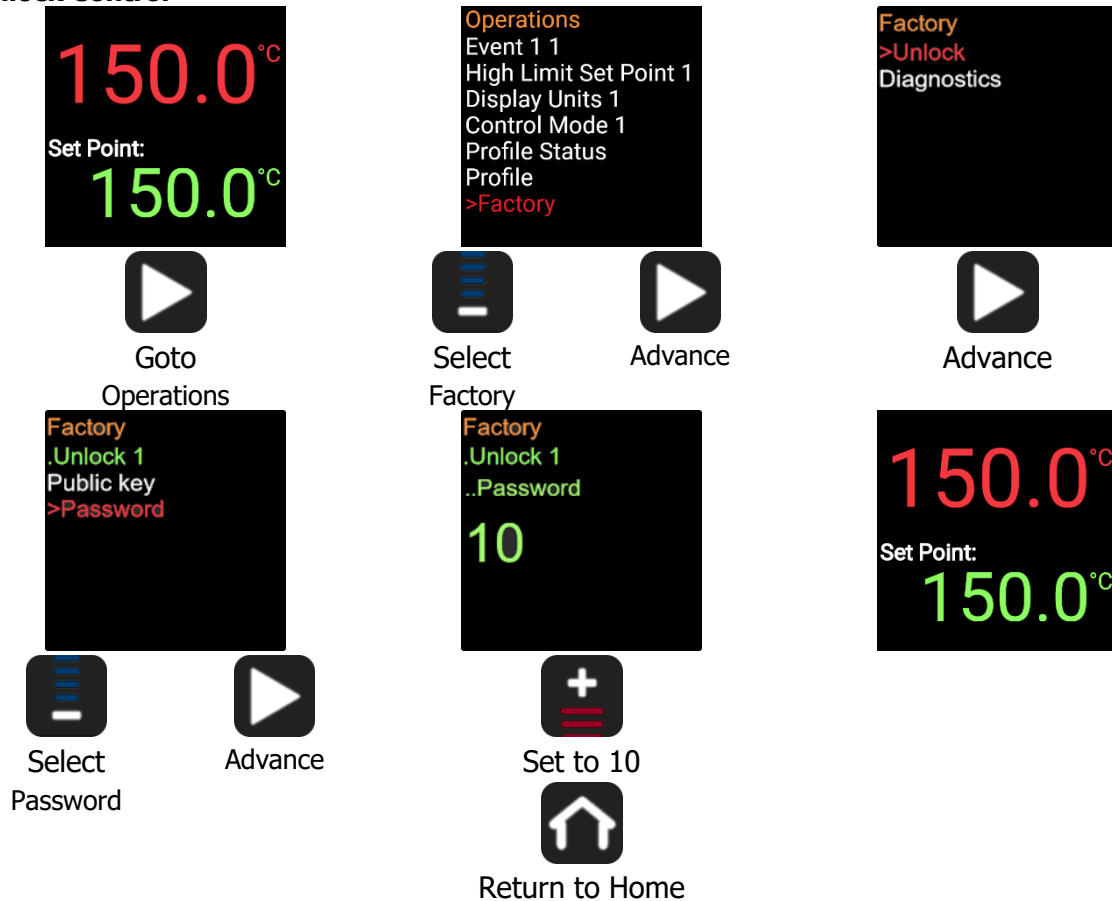 Control
150.0°C
Set Point:
150.0°C
Goto
Operations
Operations
Event 1 1
High Limit Set Point 1
Display Units 1
Control Mode 1
Profile Status
Profile
>Factory
Select
Factory
Advance
Factory
>Unlock
Diagnostics
Advance
Factory
.Unlock 1
Public key
>Password
Select
Password
Advance
Factory
.Unlock 1
..Password
10
Set to 10
Return to Home
150.0°C
Set Point:
150.0°C